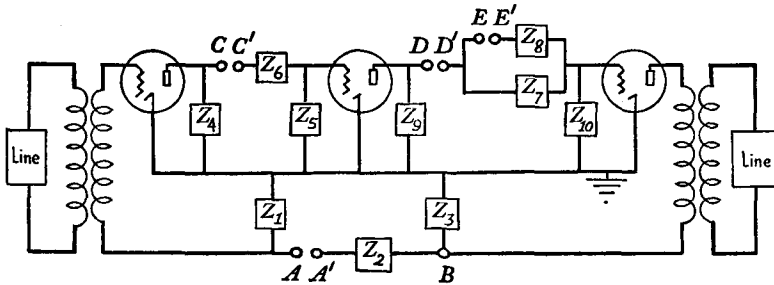 C C' Z6 D D' E E' Z8
Z7
Line Z4 Z5 Z9 Z10 Line
Z1 Z3
A A' Z2 B